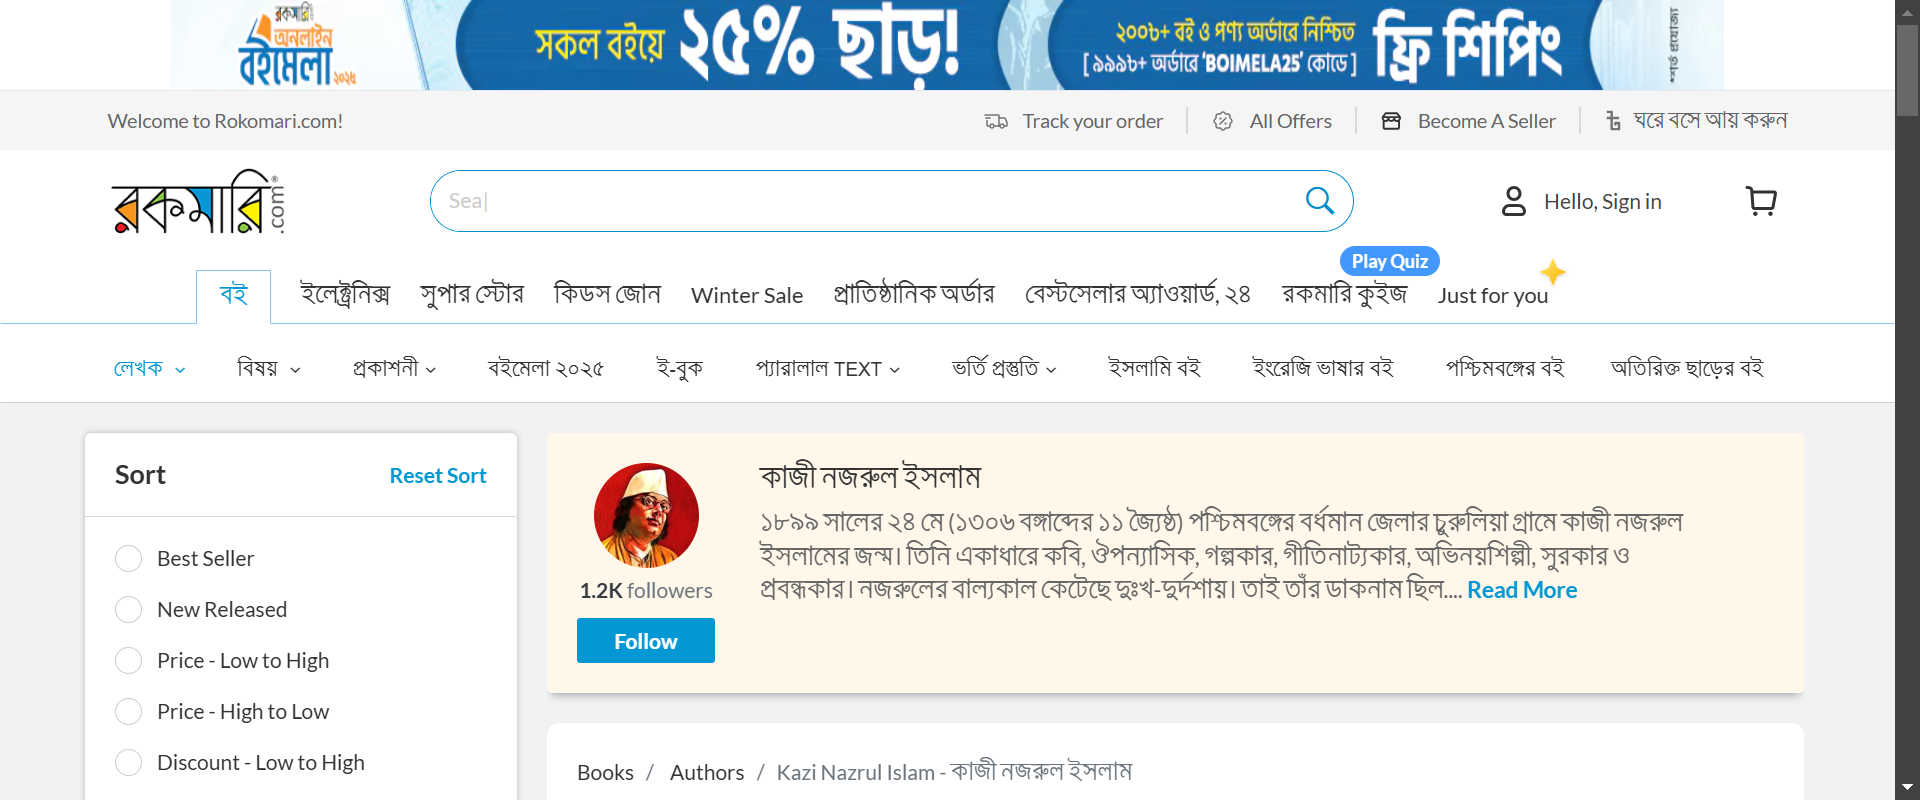 রকমারি
অনলাইন
বইমেলা ২০২৫
সকল বইয়ে ২৫% ছাড়!
২০০৳+ বই ও পণ্য অর্ডারে নিশ্চিত
[ ৯৯৯৳+ অর্ডারে 'BOIMELA25' কোডে ]
ফ্রি শিপিং
*শর্ত প্রযোজ্য
Welcome to Rokomari.com!
Track your order
All Offers
Become A Seller
ঘরে বসে আয় করুন
রকমারি.com
Sea
Hello, Sign in
Play Quiz
বই
ইলেক্ট্রনিক্স
সুপার স্টোর
কিডস জোন
Winter Sale
প্রাতিষ্ঠানিক অর্ডার
বেস্টসেলার অ্যাওয়ার্ড, ২৪
রকমারি কুইজ
Just for you
লেখক
বিষয়
প্রকাশনী
বইমেলা ২০২৫
ই-বুক
প্যারালাল TEXT
ভর্তি প্রস্তুতি
ইসলামি বই
ইংরেজি ভাষার বই
পশ্চিমবঙ্গের বই
অতিরিক্ত ছাড়ের বই
Sort
Reset Sort
Best Seller
New Released
Price - Low to High
Price - High to Low
Discount - Low to High
কাজী নজরুল ইসলাম
১৮৯৯ সালের ২৪ মে (১৩০৬ বঙ্গাব্দের ১১ জ্যৈষ্ঠ) পশ্চিমবঙ্গের বর্ধমান জেলার চুরুলিয়া গ্রামে কাজী নজরুল
ইসলামের জন্ম। তিনি একাধারে কবি, ঔপন্যাসিক, গল্পকার, গীতিনাট্যকার, অভিনয়শিল্পী, সুরকার ও
প্রবন্ধকার। নজরুলের বাল্যকাল কেটেছে দুঃখ-দুর্দশায়। তাই তাঁর ডাকনাম ছিল.... Read More
1.2K followers
Follow
Books / Authors / Kazi Nazrul Islam - কাজী নজরুল ইসলাম